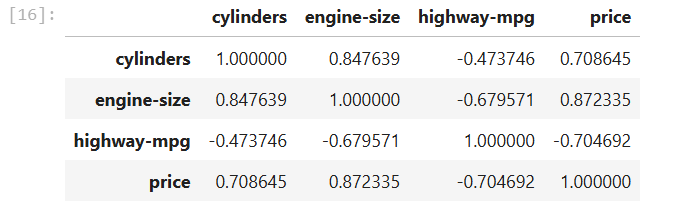 [16]:
cylinders engine-size highway-mpg price
cylinders 1.000000 0.847639 -0.473746 0.708645
engine-size 0.847639 1.000000 -0.679571 0.872335
highway-mpg -0.473746 -0.679571 1.000000 -0.704692
price 0.708645 0.872335 -0.704692 1.000000